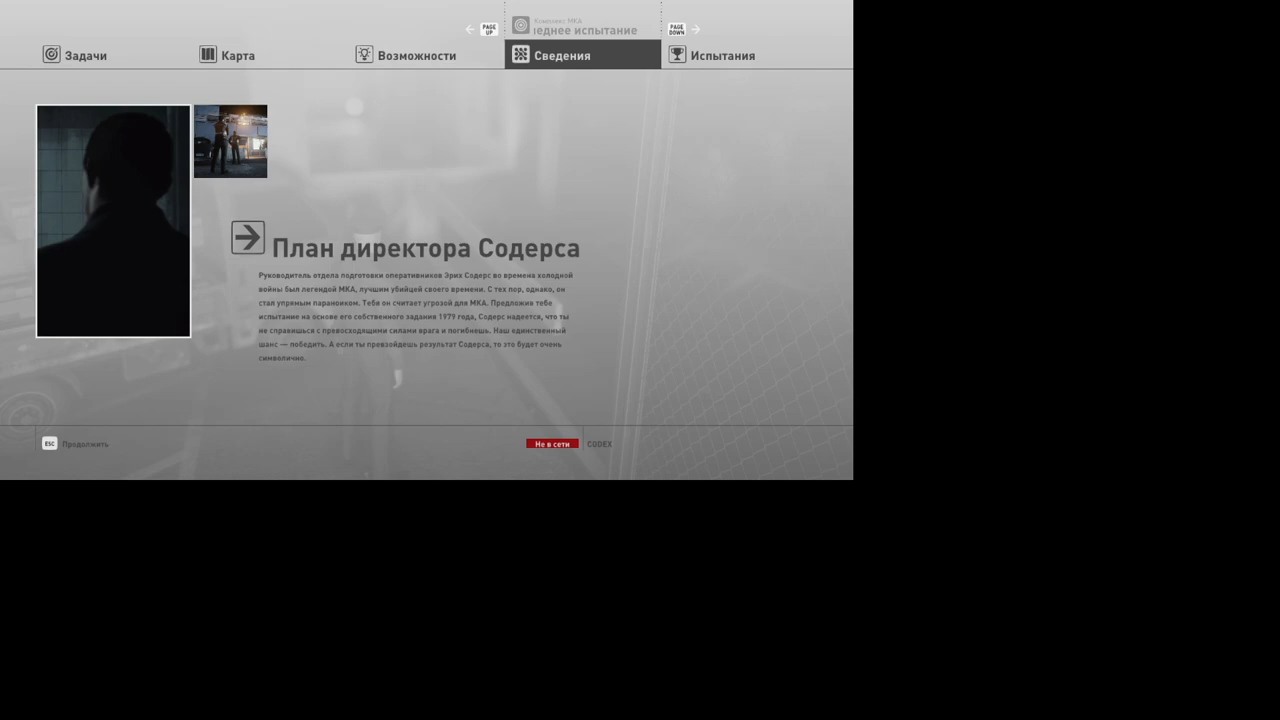 Комплекс МКА
PAGE UP
еднее испытание
PAGE DOWN
Задачи
Карта
Возможности
Сведения
Испытания
План директора Содерса
Руководитель отдела подготовки оперативников Эрих Содерс во времена холодной
войны был легендой МКА, лучшим убийцей своего времени. С тех пор, однако, он
стал упрямым параноиком. Тебя он считает угрозой для МКА. Предложив тебе
испытание на основе его собственного задания 1979 года, Содерс надеется, что ты
не справишься с превосходящими силами врага и погибнешь. Наш единственный
шанс — победить. А если ты превзойдешь результат Содерса, то это будет очень
символично.
ESC
Продолжить
Не в сети
CODEX